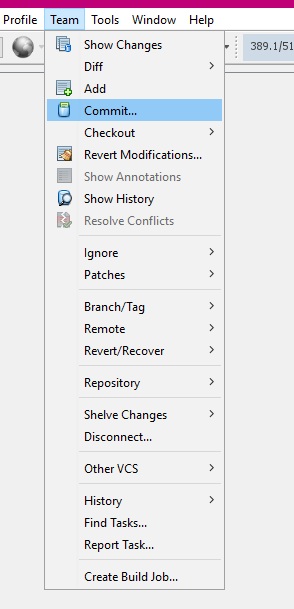 Profile Team Tools Window Help
389.1/51
Show Changes
Diff
Add
Commit...
Checkout
Revert Modifications...
Show Annotations
Show History
Resolve Conflicts
Ignore
Patches
Branch/Tag
Remote
Revert/Recover
Repository
Shelve Changes
Disconnect...
Other VCS
History
Find Tasks...
Report Task...
Create Build Job...